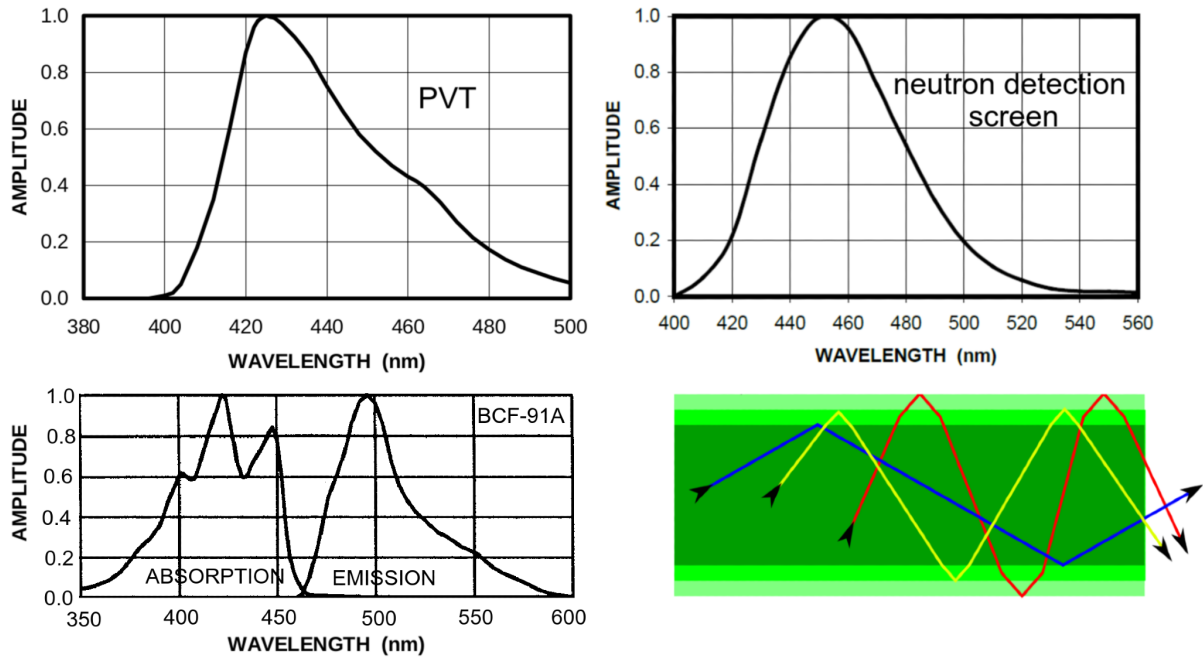 1.0
0.8
0.6
0.4
0.2
0.0
AMPLITUDE
PVT
380 400 420 440 460 480 500
WAVELENGTH (nm)
1.0
0.8
0.6
0.4
0.2
0.0
AMPLITUDE
neutron detection
screen
400 420 440 460 480 500 520 540 560
WAVELENGTH (nm)
1.0
0.8
0.6
0.4
0.2
0.0
AMPLITUDE
BCF-91A
ABSORPTION EMISSION
350 400 450 500 550 600
WAVELENGTH (nm)